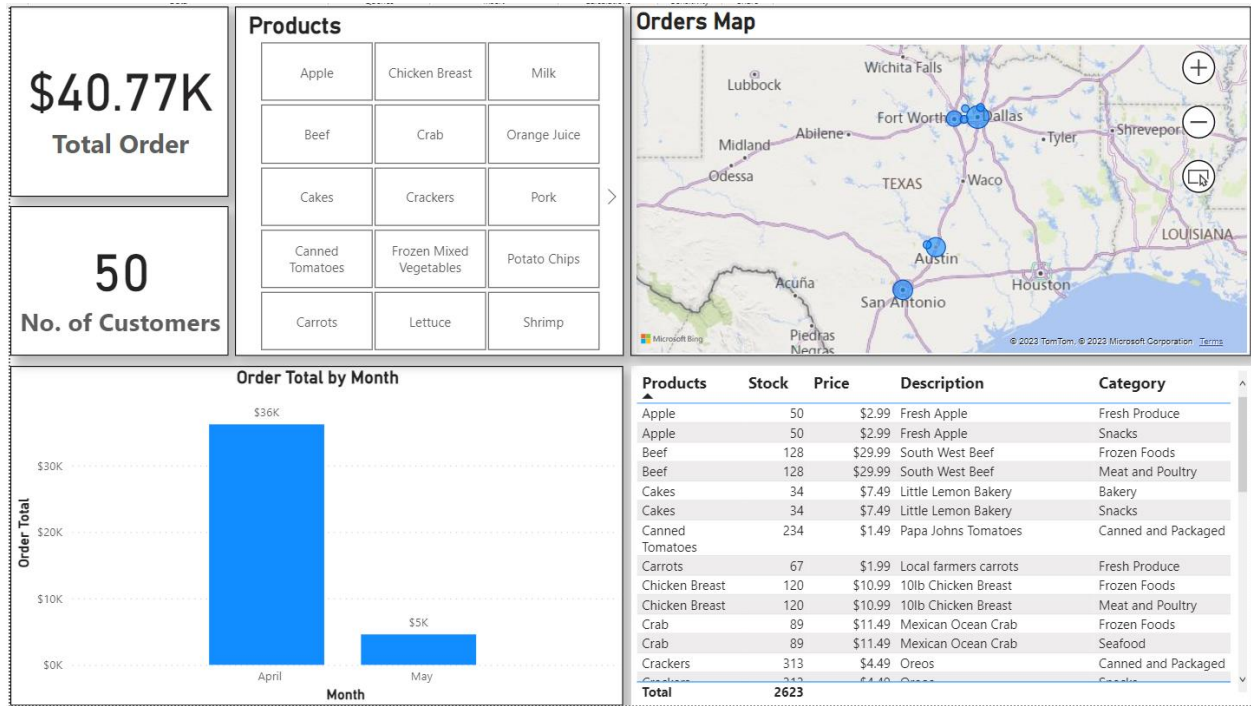 $40.77K
Total Order
50
No. of Customers
Products
Apple
Chicken Breast
Milk
Beef
Crab
Orange Juice
Cakes
Crackers
Pork
Canned
Tomatoes
Frozen Mixed
Vegetables
Potato Chips
Carrots
Lettuce
Shrimp
Orders Map
Wichita Falls
Lubbock
Fort Worth
Dallas
Abilene
Tyler
Shrevepor
Midland
Odessa
TEXAS
Waco
LOUISIANA
Austin
Acuña
Houston
San Antonio
Piedras
Negras
Microsoft Bing
© 2023 TomTom, © 2023 Microsoft Corporation Terms
Order Total by Month
$36K
$30K
$20K
$10K
$5K
$0K
Order Total
April
May
Month
Products Stock Price Description Category
Apple 50 $2.99 Fresh Apple Fresh Produce
Apple 50 $2.99 Fresh Apple Snacks
Beef 128 $29.99 South West Beef Frozen Foods
Beef 128 $29.99 South West Beef Meat and Poultry
Cakes 34 $7.49 Little Lemon Bakery Bakery
Cakes 34 $7.49 Little Lemon Bakery Snacks
Canned 234 $1.49 Papa Johns Tomatoes Canned and Packaged
Tomatoes
Carrots 67 $1.99 Local farmers carrots Fresh Produce
Chicken Breast 120 $10.99 10lb Chicken Breast Frozen Foods
Chicken Breast 120 $10.99 10lb Chicken Breast Meat and Poultry
Crab 89 $11.49 Mexican Ocean Crab Frozen Foods
Crab 89 $11.49 Mexican Ocean Crab Seafood
Crackers 313 $4.49 Oreos Canned and Packaged
Total 2623